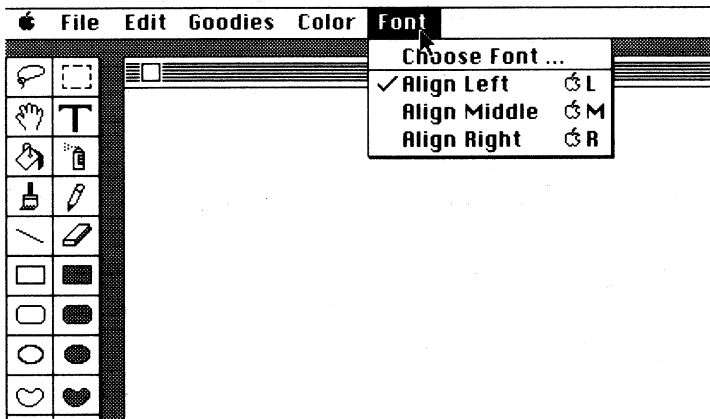 File Edit Goodies Color Font
Choose Font ...
✓ Align Left L
Align Middle M
Align Right R
T